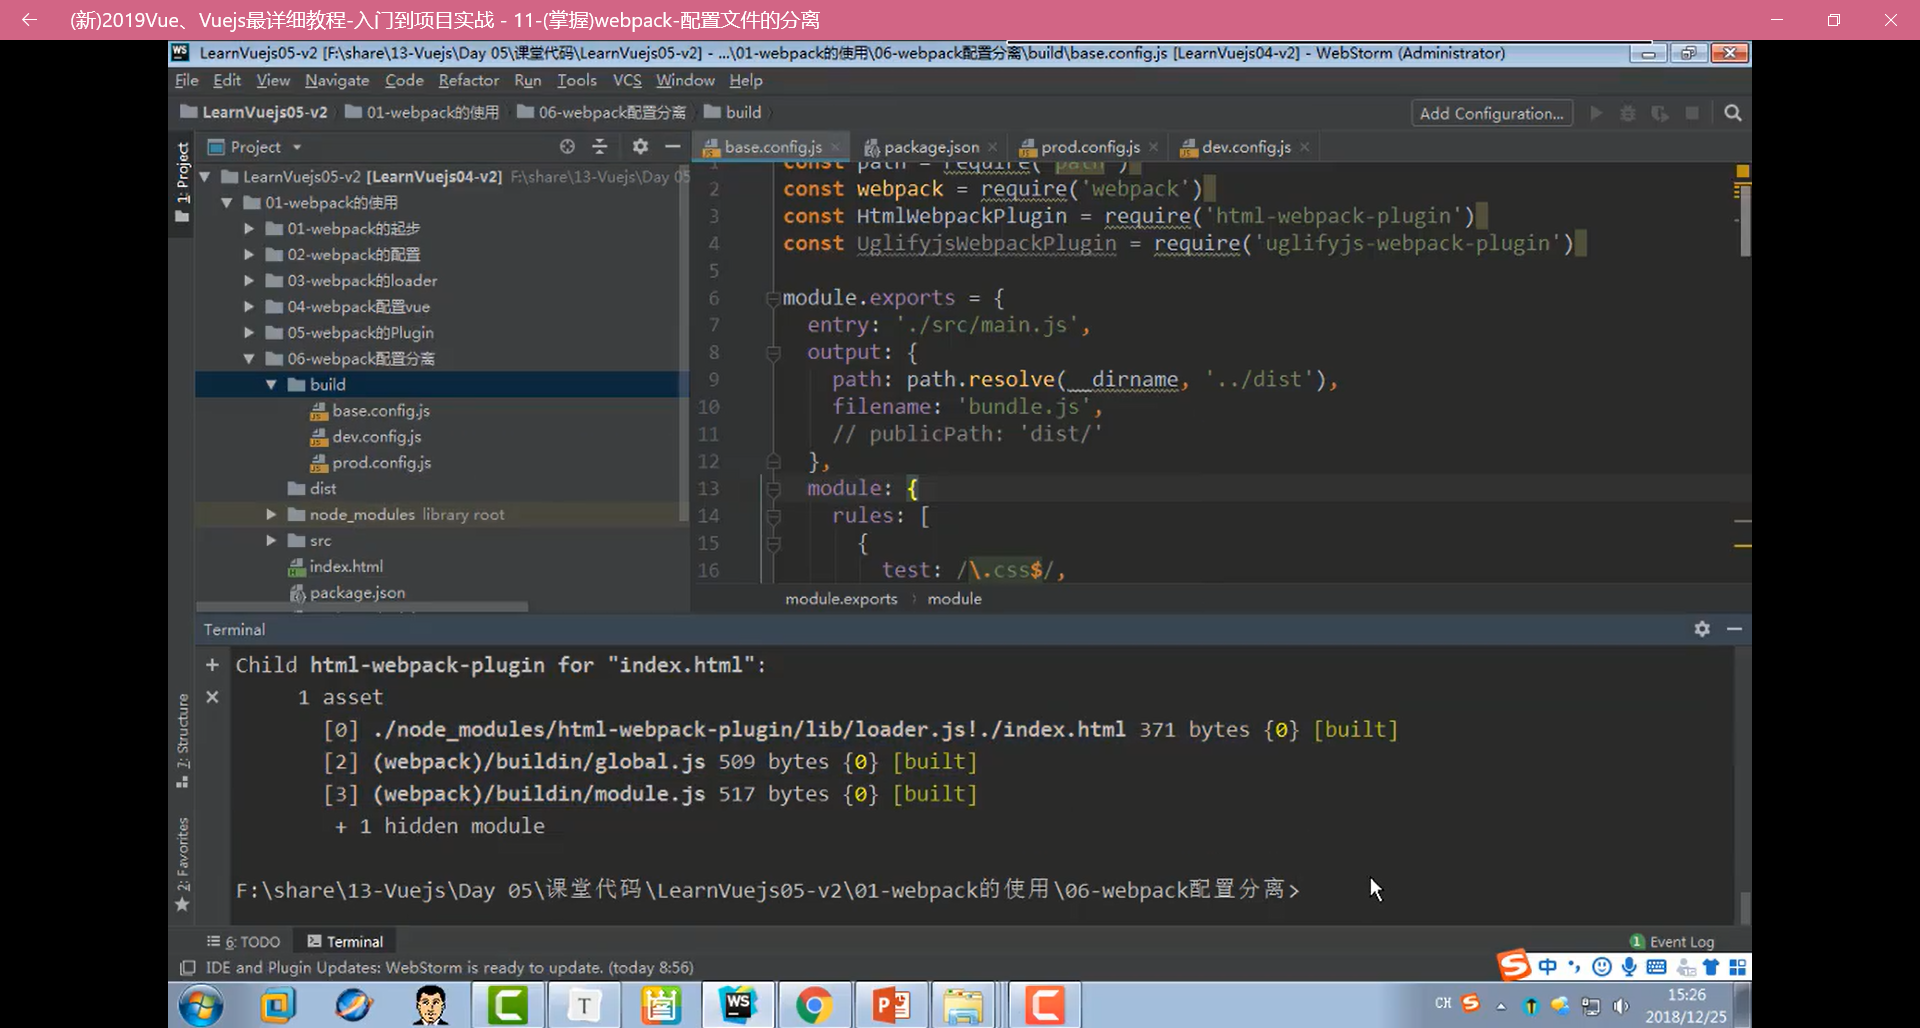 (新)2019Vue、Vuejs最详细教程-入门到项目实战 - 11-(掌握)webpack-配置文件的分离
LearnVuejs05-v2 [F:\share\13-Vuejs\Day 05\课堂代码\LearnVuejs05-v2] - ...\01-webpack的使用\06-webpack配置分离\build\base.config.js [LearnVuejs04-v2] - WebStorm (Administrator)
File Edit View Navigate Code Refactor Run Tools VCS Window Help
LearnVuejs05-v2 01-webpack的使用 06-webpack配置分离 build
Add Configuration...
1: Project
Project
LearnVuejs05-v2 [LearnVuejs04-v2] F:\share\13-Vuejs\Day 05
01-webpack的使用
01-webpack的起步
02-webpack的配置
03-webpack的loader
04-webpack配置vue
05-webpack的Plugin
06-webpack配置分离
build
base.config.js
dev.config.js
prod.config.js
dist
node_modules library root
src
index.html
package.json
base.config.js package.json prod.config.js dev.config.js
1 const path = require('path')
2 const webpack = require('webpack')
3 const HtmlWebpackPlugin = require('html-webpack-plugin')
4 const UglifyjsWebpackPlugin = require('uglifyjs-webpack-plugin')
5
6 module.exports = {
7 entry: './src/main.js',
8 output: {
9 path: path.resolve(__dirname, '../dist'),
10 filename: 'bundle.js',
11 // publicPath: 'dist/'
12 },
13 module: {
14 rules: [
15 {
16 test: /\.css$/,
module.exports module
Terminal
Child html-webpack-plugin for "index.html":
1 asset
[0] ./node_modules/html-webpack-plugin/lib/loader.js!./index.html 371 bytes {0} [built]
[2] (webpack)/buildin/global.js 509 bytes {0} [built]
[3] (webpack)/buildin/module.js 517 bytes {0} [built]
+ 1 hidden module
F:\share\13-Vuejs\Day 05\课堂代码\LearnVuejs05-v2\01-webpack的使用\06-webpack配置分离>
7: Structure
2: Favorites
6: TODO Terminal
1 Event Log
IDE and Plugin Updates: WebStorm is ready to update. (today 8:56)
中
CH
15:26
2018/12/25